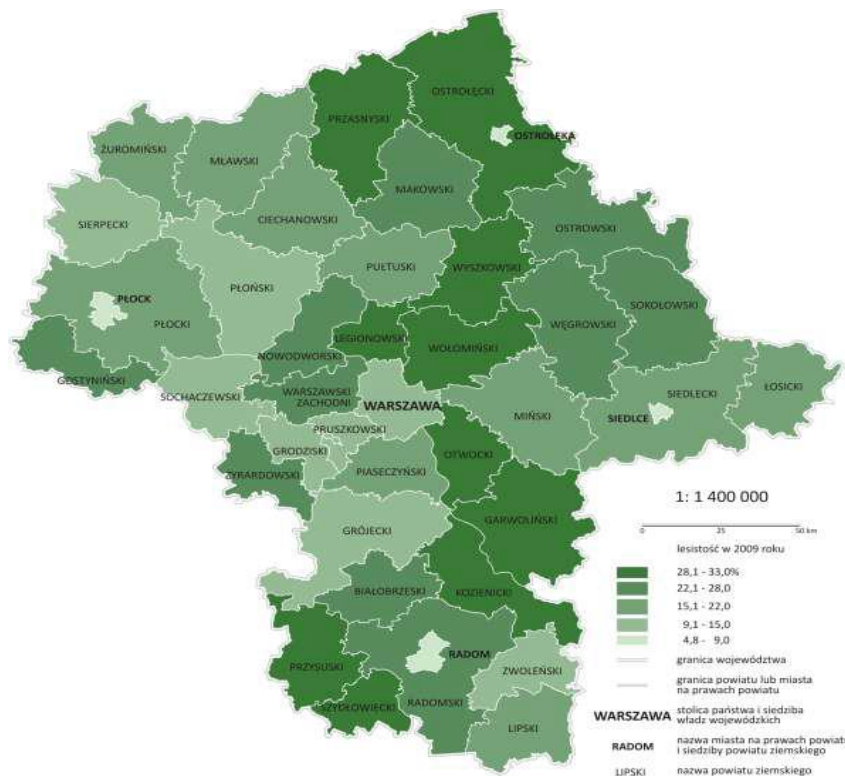 OSTROŁĘCKI
PRZASNYSKI
OSTROŁĘKA
ŻUROMIŃSKI
MŁAWSKI
MAKOWSKI
CIECHANOWSKI
SIERPECKI
OSTROWSKI
PUŁTUSKI
WYSZKOWSKI
PŁOŃSKI
SOKOŁOWSKI
PŁOCK
PŁOCKI
WĘGROWSKI
LEGIONOWSKI
WOŁOMIŃSKI
NOWODWORSKI
GOSTYNIŃSKI
SOCHACZEWSKI
WARSZAWSKI
ZACHODNI
WARSZAWA
SIEDLECKI
ŁOSICKI
MIŃSKI
SIEDLCE
PRUSZKOWSKI
GRODZISKI
OTWOCKI
ŻYRARDOWSKI
PIASECZYŃSKI
GARWOLIŃSKI
GRÓJECKI
BIAŁOBRZESKI
KOZIENICKI
RADOM
PRZYSUSKI
ZWOLEŃSKI
SZYDŁOWIECKI
RADOMSKI
LIPSKI
1: 1 400 000
0 25 50 km
lesistość w 2009 roku
28,1 - 33,0%
22,1 - 28,0
15,1 - 22,0
9,1 - 15,0
4,8 - 9,0
granica województwa
granica powiatu lub miasta
na prawach powiatu
WARSZAWA stolica państwa i siedziba
władz wojewódzkich
RADOM nazwa miasta na prawach powiatu
i siedziby powiatu ziemskiego
LIPSKI nazwa powiatu ziemskiego